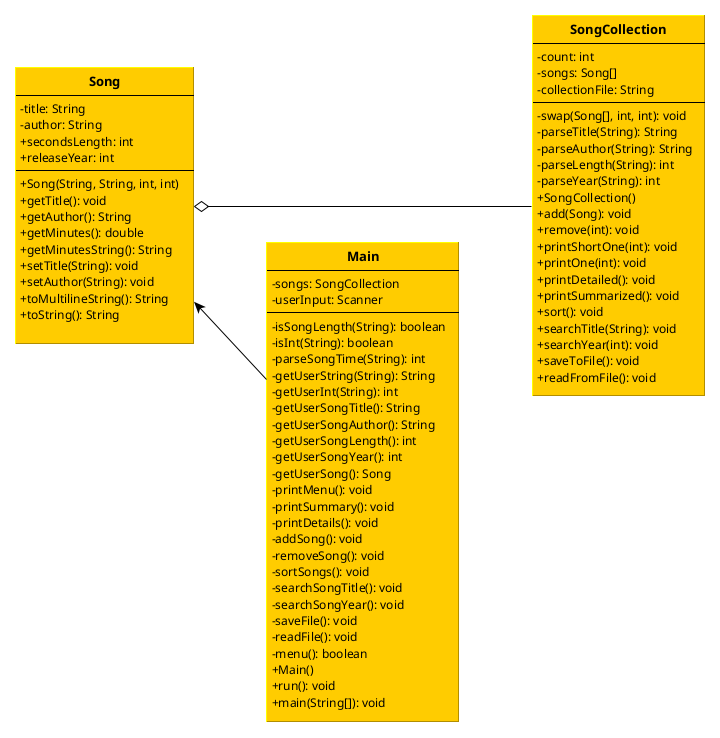 Song
-title: String
-author: String
+secondsLength: int
+releaseYear: int
+Song(String, String, int, int)
+getTitle(): void
+getAuthor(): String
+getMinutes(): double
+getMinutesString(): String
+setTitle(String): void
+setAuthor(String): void
+toMultilineString(): String
+toString(): String
Main
-songs: SongCollection
-userInput: Scanner
-isSongLength(String): boolean
-isInt(String): boolean
-parseSongTime(String): int
-getUserString(String): String
-getUserInt(String): int
-getUserSongTitle(): String
-getUserSongAuthor(): String
-getUserSongLength(): int
-getUserSongYear(): int
-getUserSong(): Song
-printMenu(): void
-printSummary(): void
-printDetails(): void
-addSong(): void
-removeSong(): void
-sortSongs(): void
-searchSongTitle(): void
-searchSongYear(): void
-saveFile(): void
-readFile(): void
-menu(): boolean
+Main()
+run(): void
+main(String[]): void
SongCollection
-count: int
-songs: Song[]
-collectionFile: String
-swap(Song[], int, int): void
-parseTitle(String): String
-parseAuthor(String): String
-parseLength(String): int
-parseYear(String): int
+SongCollection()
+add(Song): void
+remove(int): void
+printShortOne(int): void
+printOne(int): void
+printDetailed(): void
+printSummarized(): void
+sort(): void
+searchTitle(String): void
+searchYear(int): void
+saveToFile(): void
+readFromFile(): void